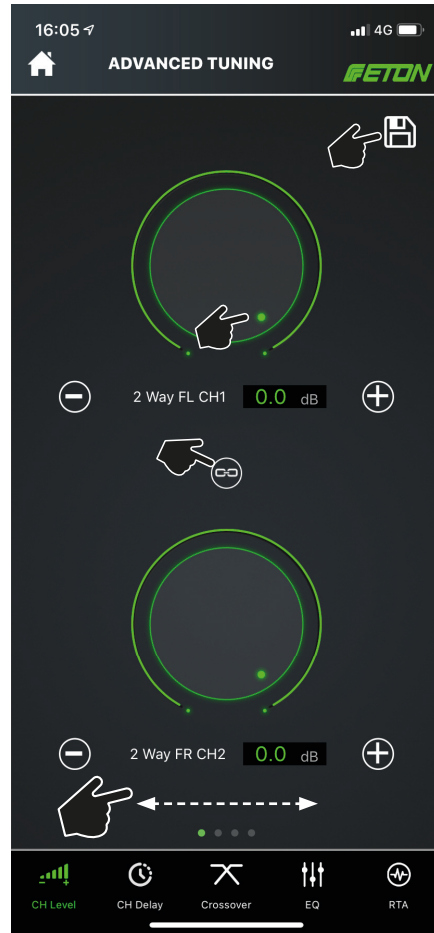 16:05 4G
ADVANCED TUNING
ETON
2 Way FL CH1 0.0 dB
2 Way FR CH2 0.0 dB
CH Level CH Delay Crossover EQ RTA